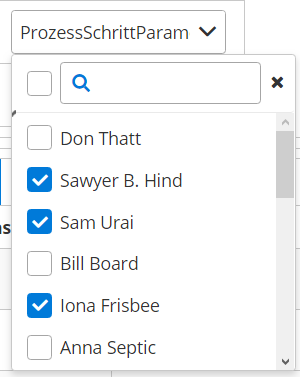 ProzessSchrittParam
Don Thatt
Sawyer B. Hind
Sam Urai
Bill Board
Iona Frisbee
Anna Septic